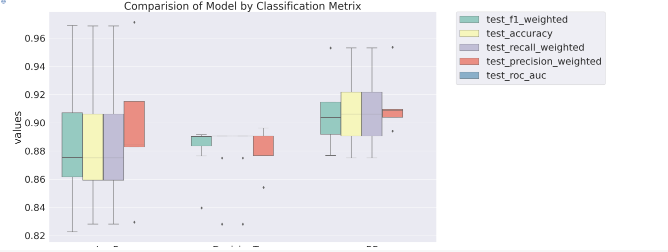 Comparision of Model by Classification Metrix
test_f1_weighted
test_accuracy
test_recall_weighted
test_precision_weighted
test_roc_auc
values
0.96
0.94
0.92
0.90
0.88
0.86
0.84
0.82